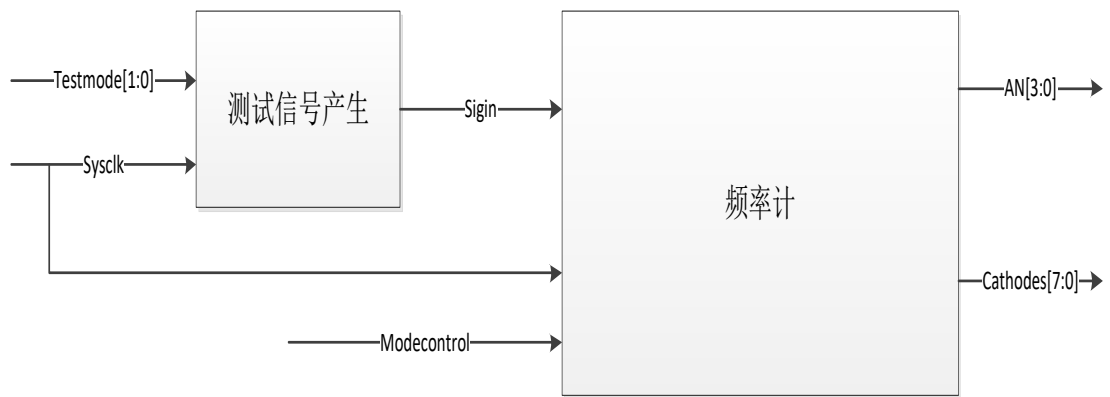 Testmode[1:0]
测试信号产生
Sysclk
Sigin
频率计
AN[3:0]
Cathodes[7:0]
Modecontrol